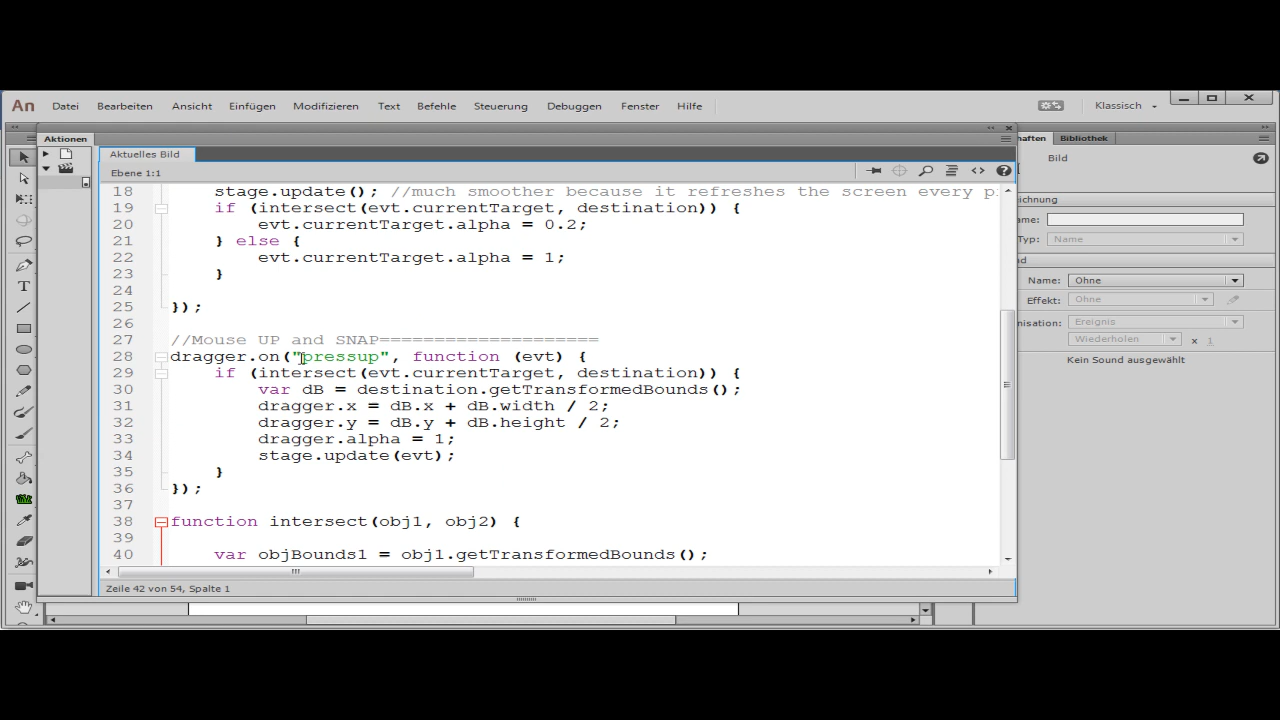 An Datei Bearbeiten Ansicht Einfügen Modifizieren Text Befehle Steuerung Debuggen Fenster Hilfe Klassisch
Aktionen
haften Bibliothek
Aktuelles Bild
Bild
Ebene 1:1
18 stage.update(); //much smoother because it refreshes the screen every p
19 if (intersect(evt.currentTarget, destination)) {
20 evt.currentTarget.alpha = 0.2;
21 } else {
22 evt.currentTarget.alpha = 1;
23 }
24
25 });
26
27 //Mouse UP and SNAP====================
28 dragger.on("pressup", function (evt) {
29 if (intersect(evt.currentTarget, destination)) {
30 var dB = destination.getTransformedBounds();
31 dragger.x = dB.x + dB.width / 2;
32 dragger.y = dB.y + dB.height / 2;
33 dragger.alpha = 1;
34 stage.update(evt);
35 }
36 });
37
38 function intersect(obj1, obj2) {
39
40 var objBounds1 = obj1.getTransformedBounds();
Zeile 42 von 54, Spalte 1
eichnung
ame:
Typ: Name
nd
Name: Ohne
Effekt: Ohne
onisation: Ereignis
Wiederholen x 1
Kein Sound ausgewählt